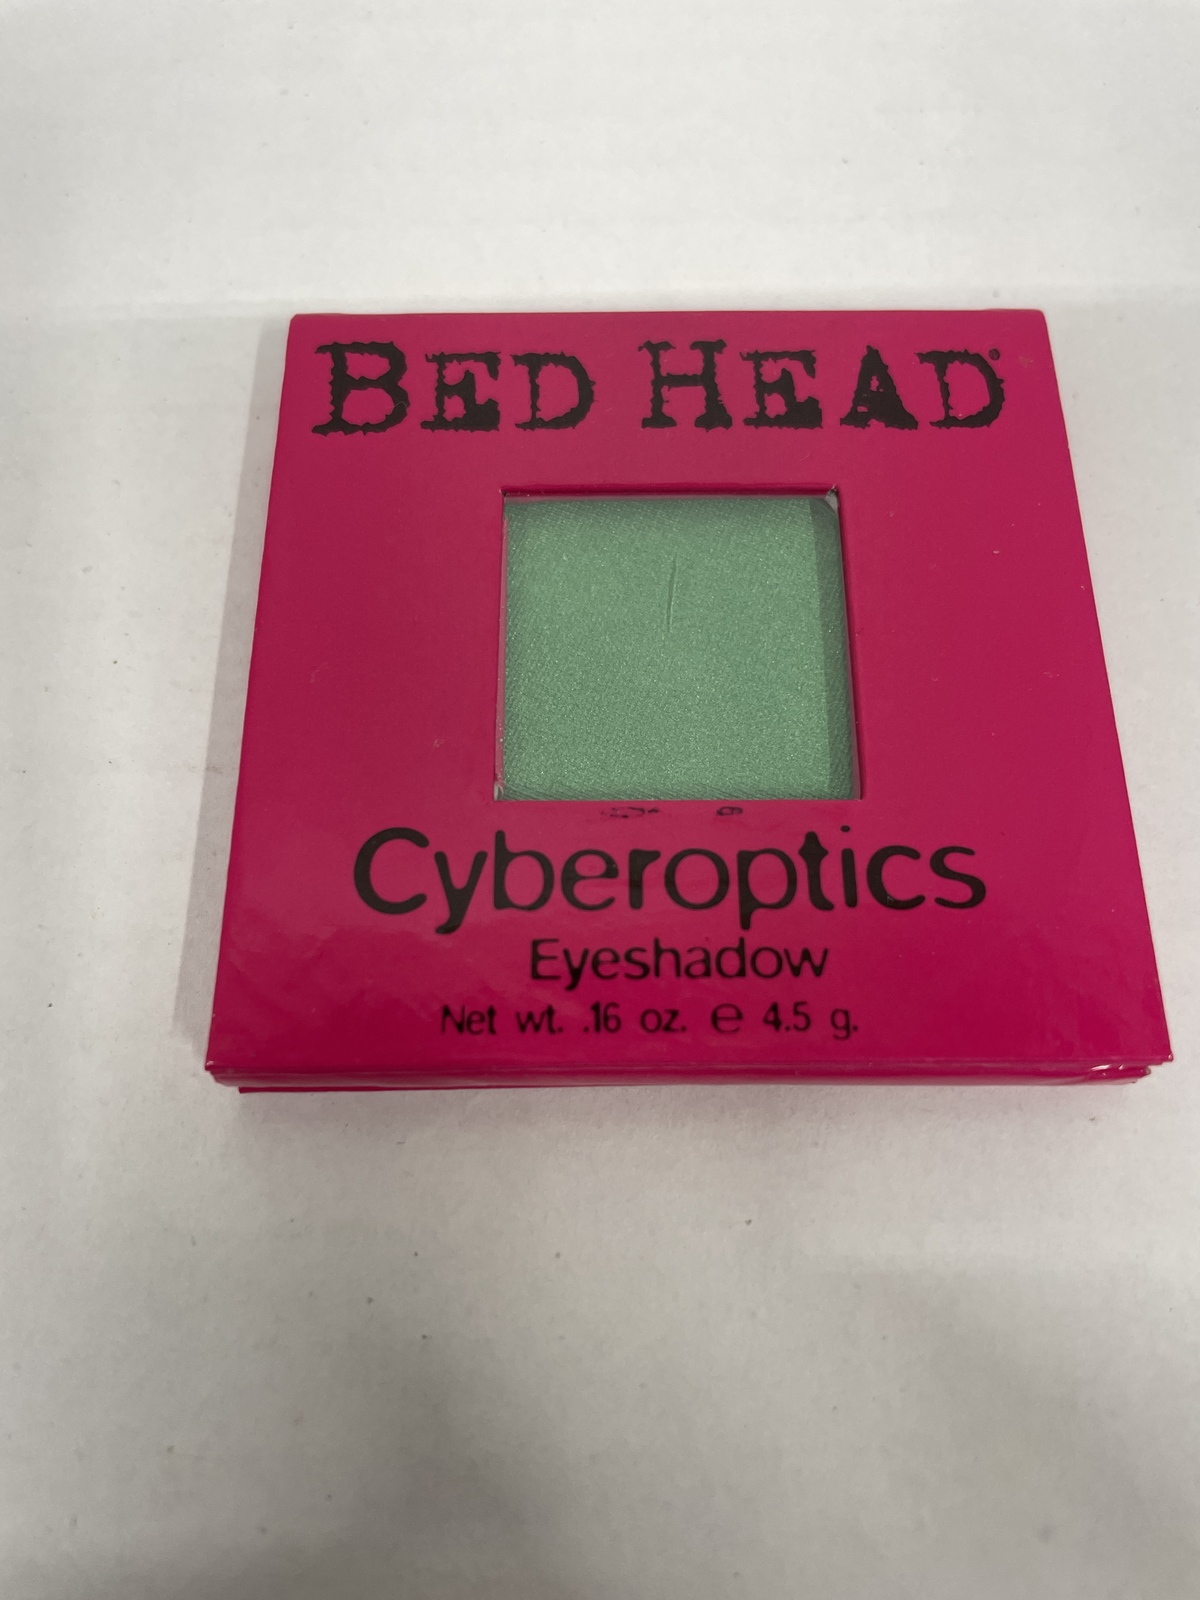 BED HEAD®
Cyberoptics
Eyeshadow
Net wt. .16 oz. ℮ 4.5 g.